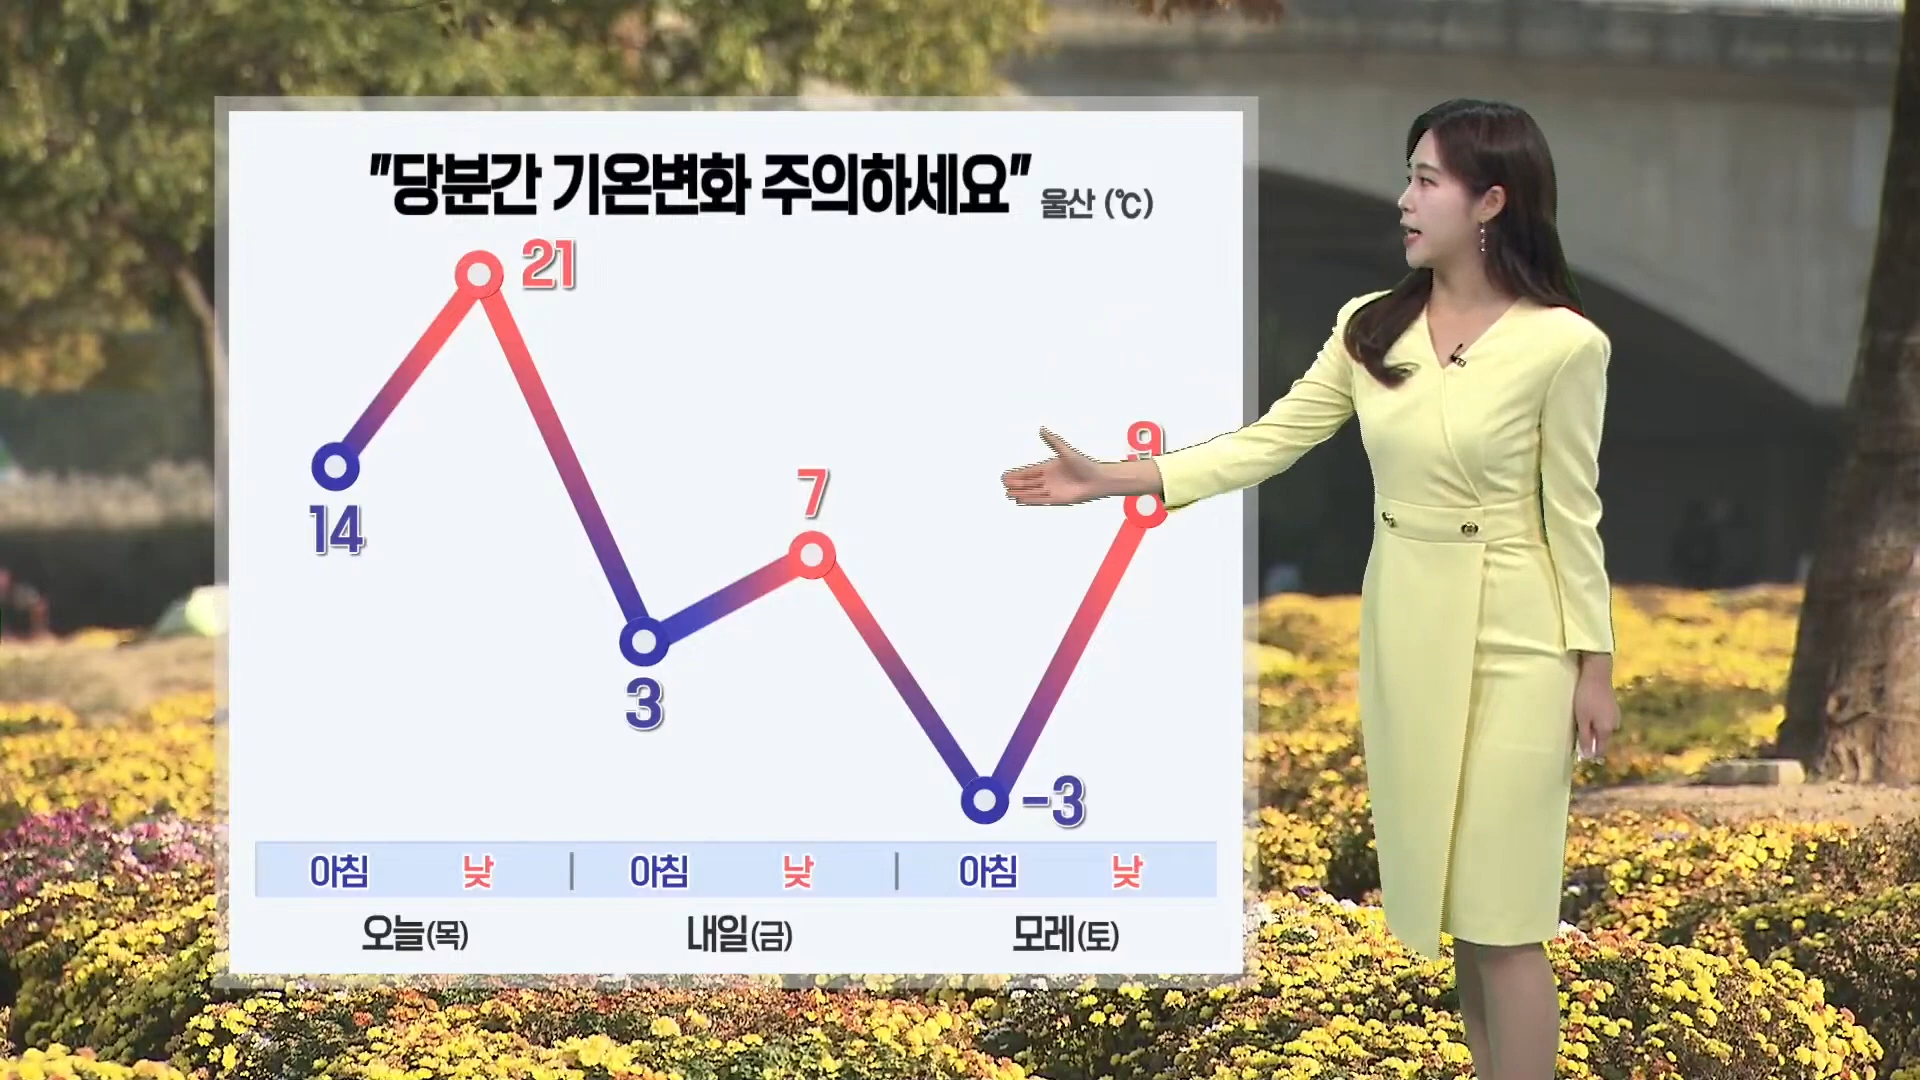 "당분간 기온변화 주의하세요" 울산 (℃)
21
14
9
7
3
-3
아침 낮 아침 낮 아침 낮
오늘(목) 내일(금) 모레(토)